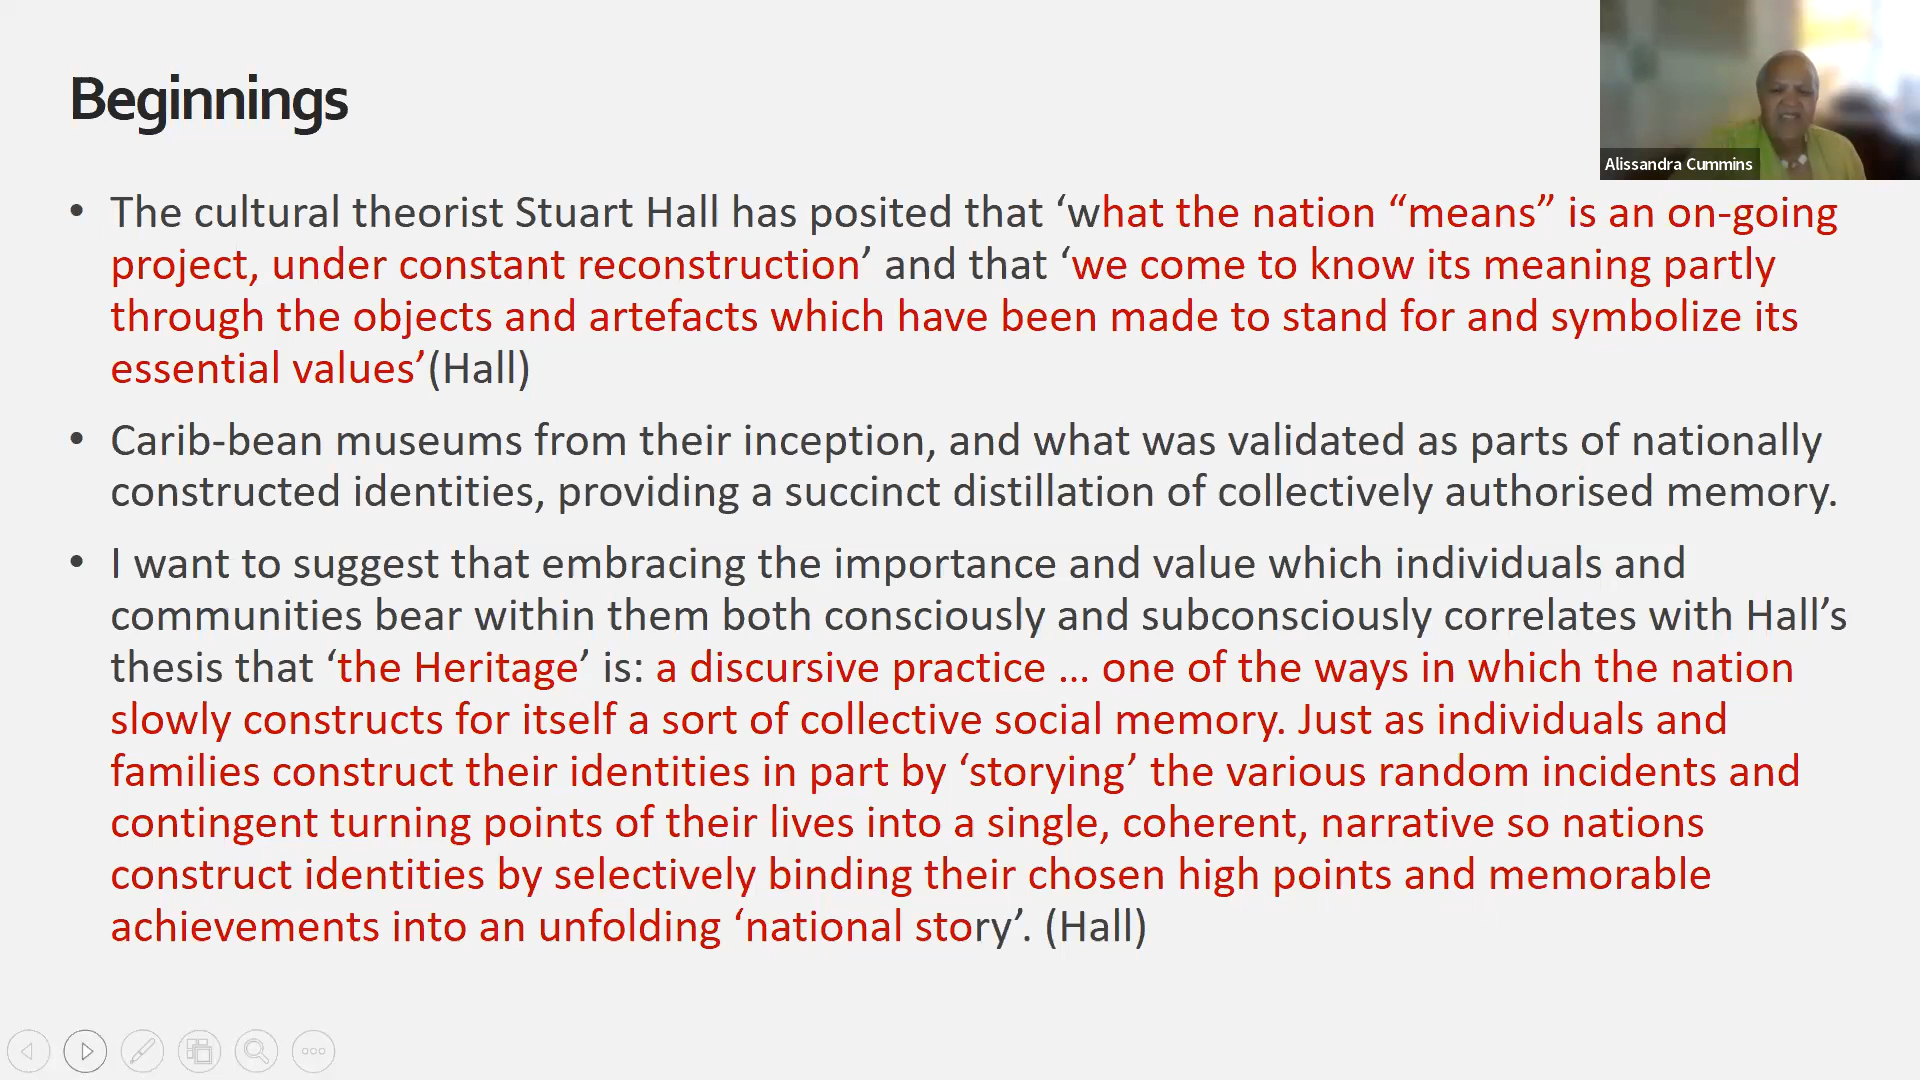 Beginnings
Alissandra Cummins
• The cultural theorist Stuart Hall has posited that ‘what the nation “means” is an on-going
project, under constant reconstruction’ and that ‘we come to know its meaning partly
through the objects and artefacts which have been made to stand for and symbolize its
essential values’(Hall)
• Carib-bean museums from their inception, and what was validated as parts of nationally
constructed identities, providing a succinct distillation of collectively authorised memory.
• I want to suggest that embracing the importance and value which individuals and
communities bear within them both consciously and subconsciously correlates with Hall’s
thesis that ‘the Heritage’ is: a discursive practice ... one of the ways in which the nation
slowly constructs for itself a sort of collective social memory. Just as individuals and
families construct their identities in part by ‘storying’ the various random incidents and
contingent turning points of their lives into a single, coherent, narrative so nations
construct identities by selectively binding their chosen high points and memorable
achievements into an unfolding ‘national story’. (Hall)